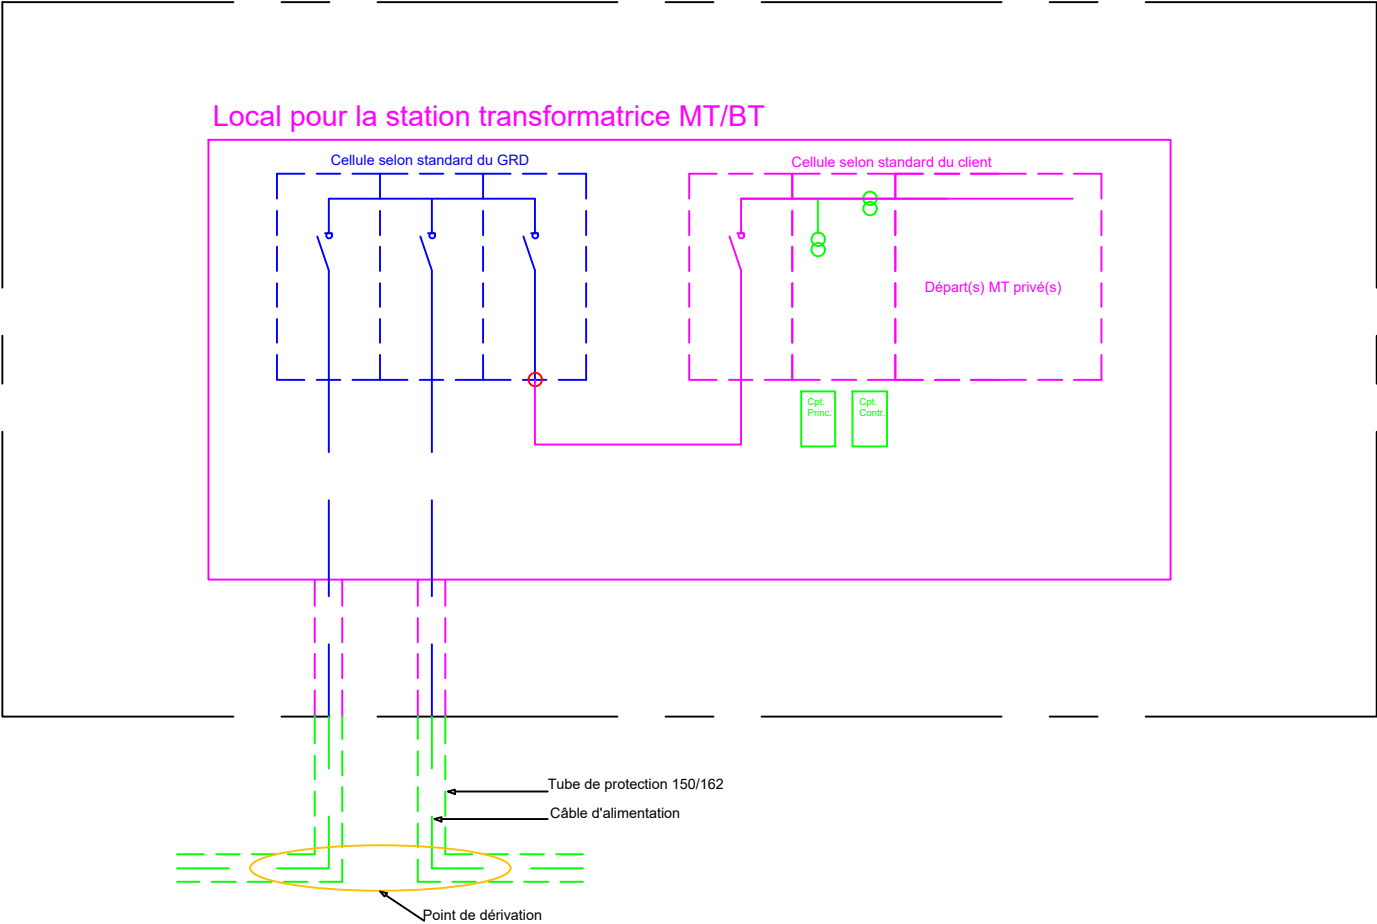 Local pour la station transformatrice MT/BT
Cellule selon standard du GRD
Cellule selon standard du client
Départ(s) MT privé(s)
Cpt.
Princ.
Cpt.
Contr.
Tube de protection 150/162
Câble d'alimentation
Point de dérivation